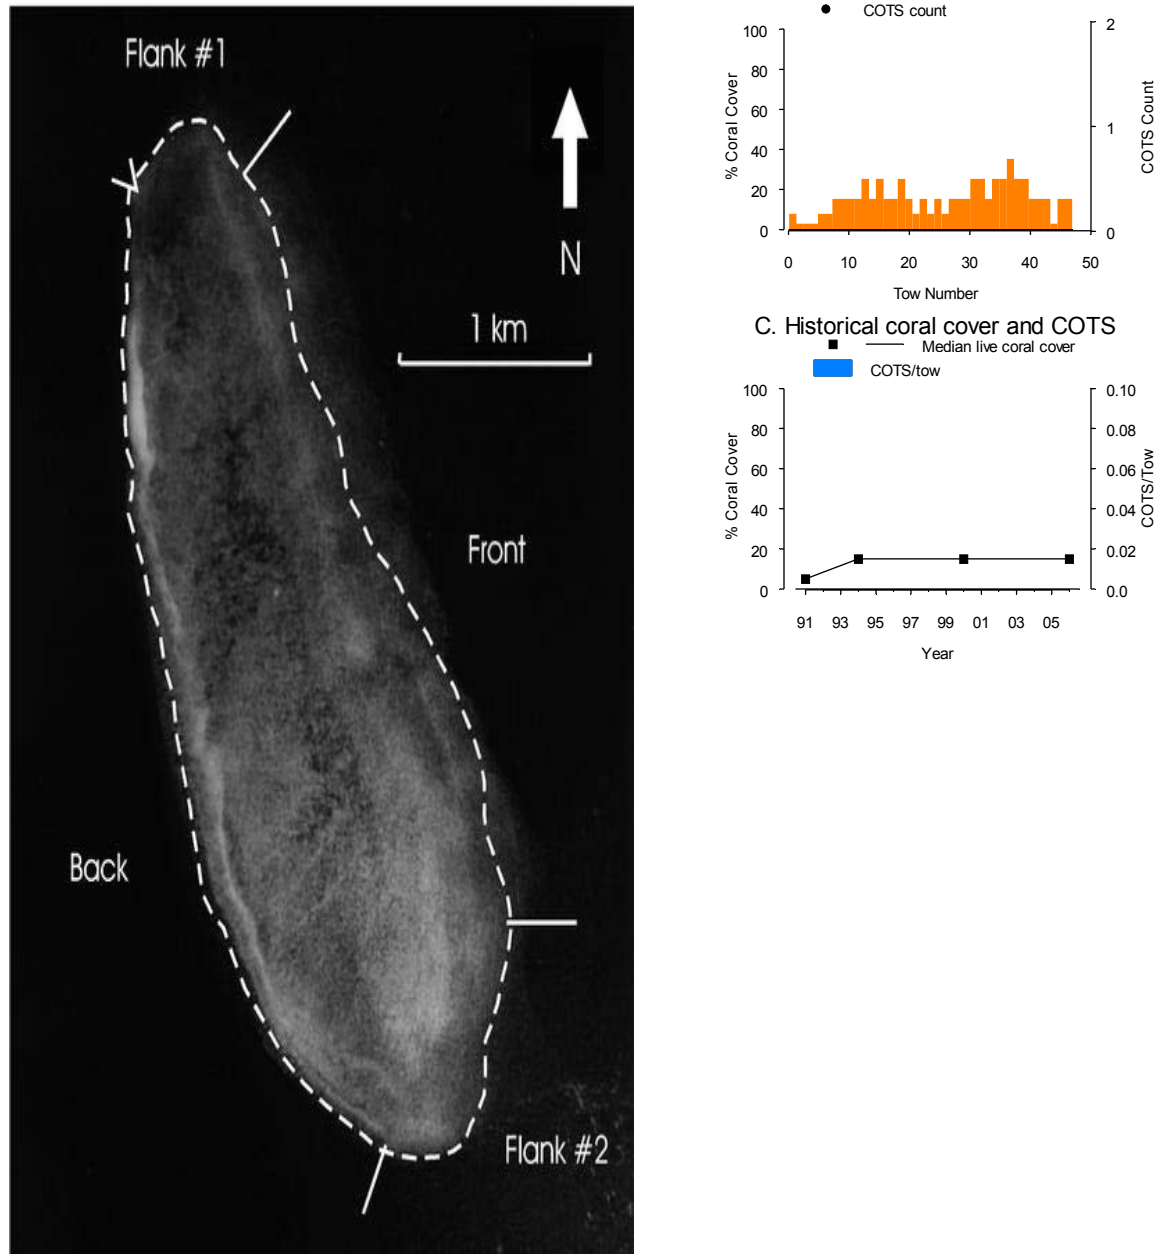 Flank #1
N
1 km
Front
Back
Flank #2
COTS count
100
80
60
40
20
0
% Coral Cover
2
1
0
COTS Count
0 10 20 30 40 50
Tow Number
C. Historical coral cover and COTS
Median live coral cover
COTS/tow
100
80
60
40
20
0
% Coral Cover
0.10
0.08
0.06
0.04
0.02
0.0
COTS/Tow
91 93 95 97 99 01 03 05
Year